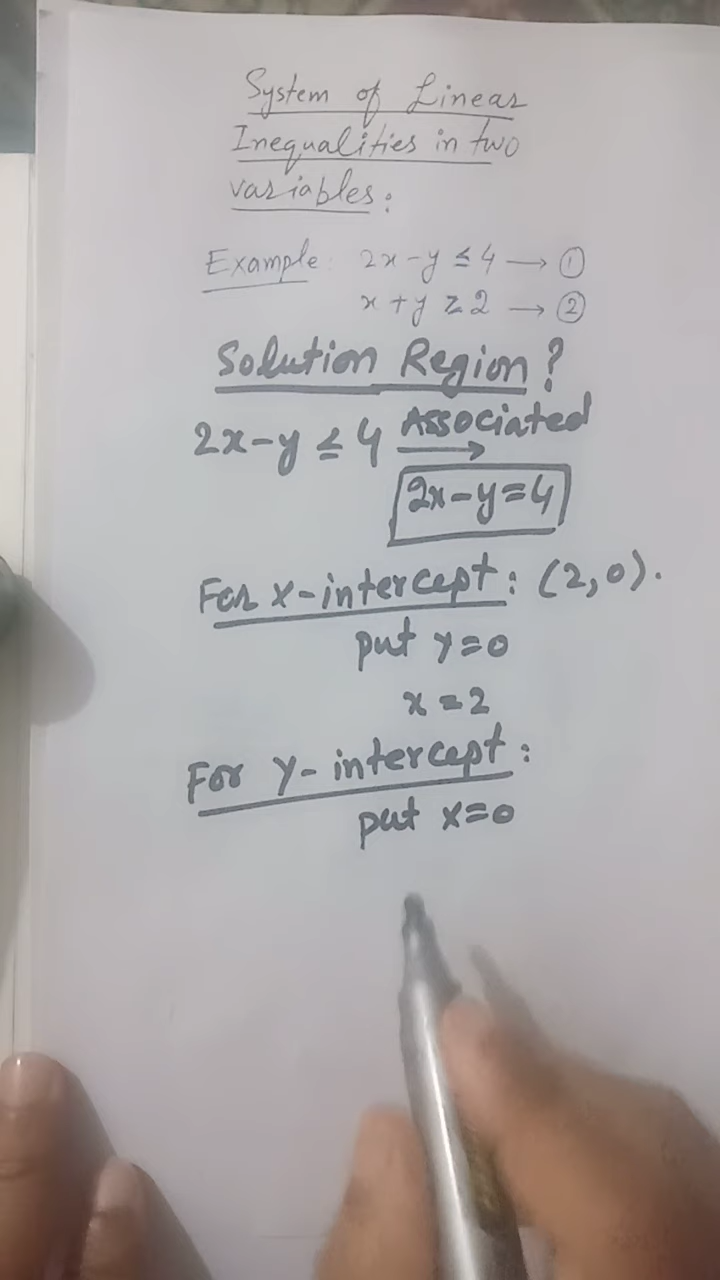 System of Linear
Inequalities in two
variables:
Example: 2x-y ≤ 4 → ①
x+y ≥ 2 → ②
Solution Region?
2x-y ≤ 4 Associated →
2x-y=4
For x-intercept: (2,0).
put y=0
x=2
For y-intercept:
put x=0